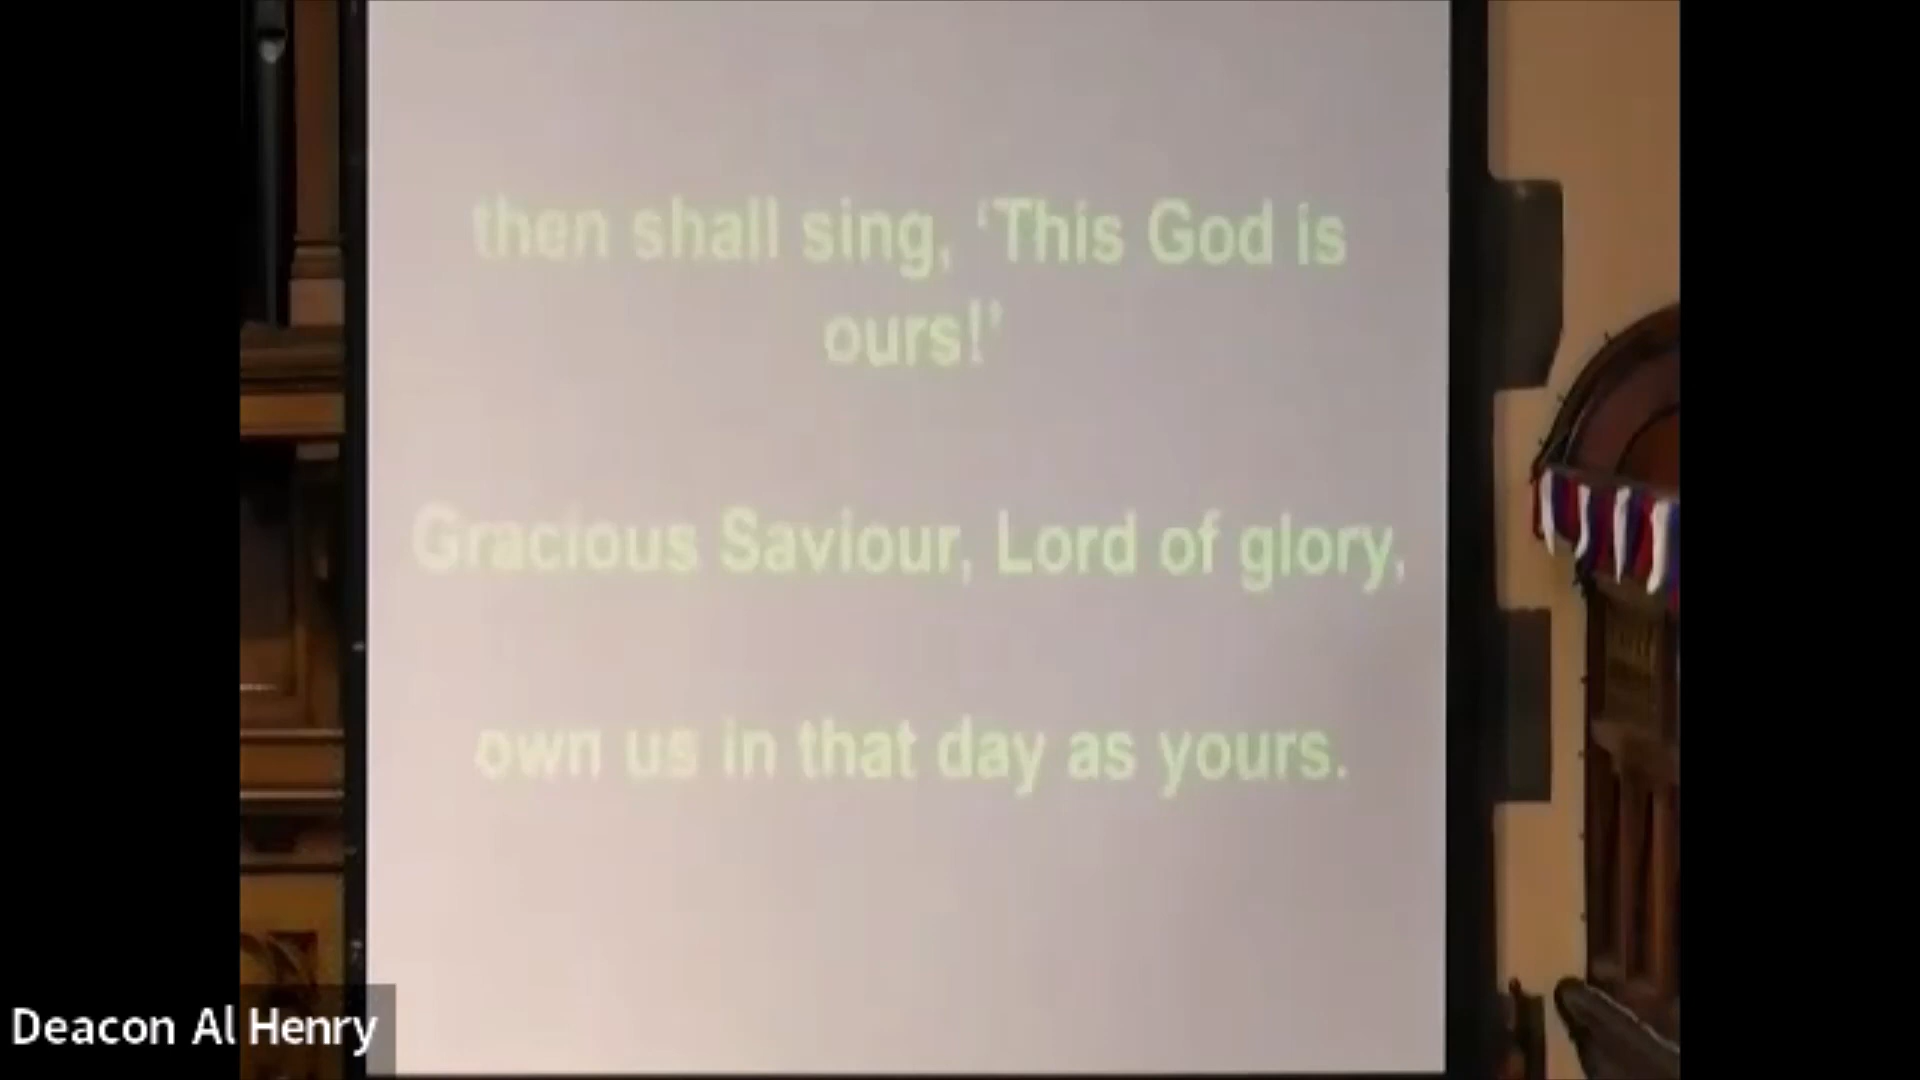 then shall sing, ‘This God is
ours!’
Gracious Saviour, Lord of glory,
own us in that day as yours.
Deacon Al Henry